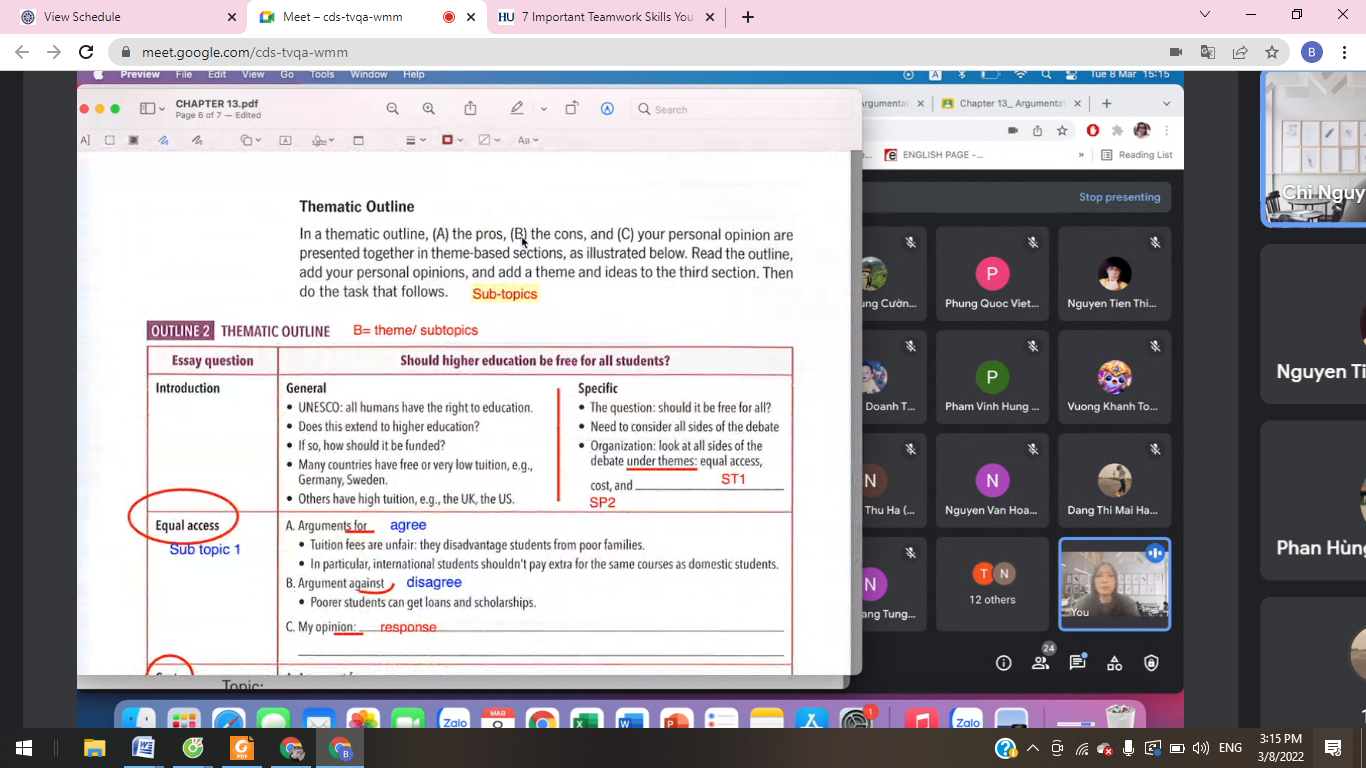 View Schedule
Meet – cds-tvqa-wmm
7 Important Teamwork Skills You
meet.google.com/cds-tvqa-wmm
B
Preview File Edit View Go Tools Window Help
A
Tue 8 Mar 15:15
CHAPTER 13.pdf
Page 6 of 7 — Edited
Search
Chapter 13_ Argumentat
ENGLISH PAGE -...
»
Reading List
Stop presenting
Thematic Outline
In a thematic outline, (A) the pros, (B) the cons, and (C) your personal opinion are
presented together in theme-based sections, as illustrated below. Read the outline,
add your personal opinions, and add a theme and ideas to the third section. Then
do the task that follows.
Sub-topics
OUTLINE 2 THEMATIC OUTLINE
B= theme/ subtopics
Essay question
Should higher education be free for all students?
Introduction
General
• UNESCO: all humans have the right to education.
• Does this extend to higher education?
• If so, how should it be funded?
• Many countries have free or very low tuition, e.g.,
Germany, Sweden.
• Others have high tuition, e.g., the UK, the US.
Specific
• The question: should it be free for all?
• Need to consider all sides of the debate
• Organization: look at all sides of the
debate under themes: equal access,
cost, and
ST1
SP2
Equal access
Sub topic 1
A. Arguments for agree
• Tuition fees are unfair: they disadvantage students from poor families.
• In particular, international students shouldn't pay extra for the same courses as domestic students.
B. Argument against disagree
• Poorer students can get loans and scholarships.
C. My opinion: response
Topic:
ung Cườn...
P
Phung Quoc Viet...
Nguyen Tien Thi...
Doanh T...
P
Pham Vinh Hung ...
Vuong Khanh To...
N
Thu Ha (...
N
Nguyen Van Hoa...
Dang Thi Mai Ha...
N
ang Tung...
T N
12 others
You
24
Chi Nguy
Nguyen Ti
Phan Hùng
Zalo
MAR
8
Zalo
1
ENG
3:15 PM
3/8/2022